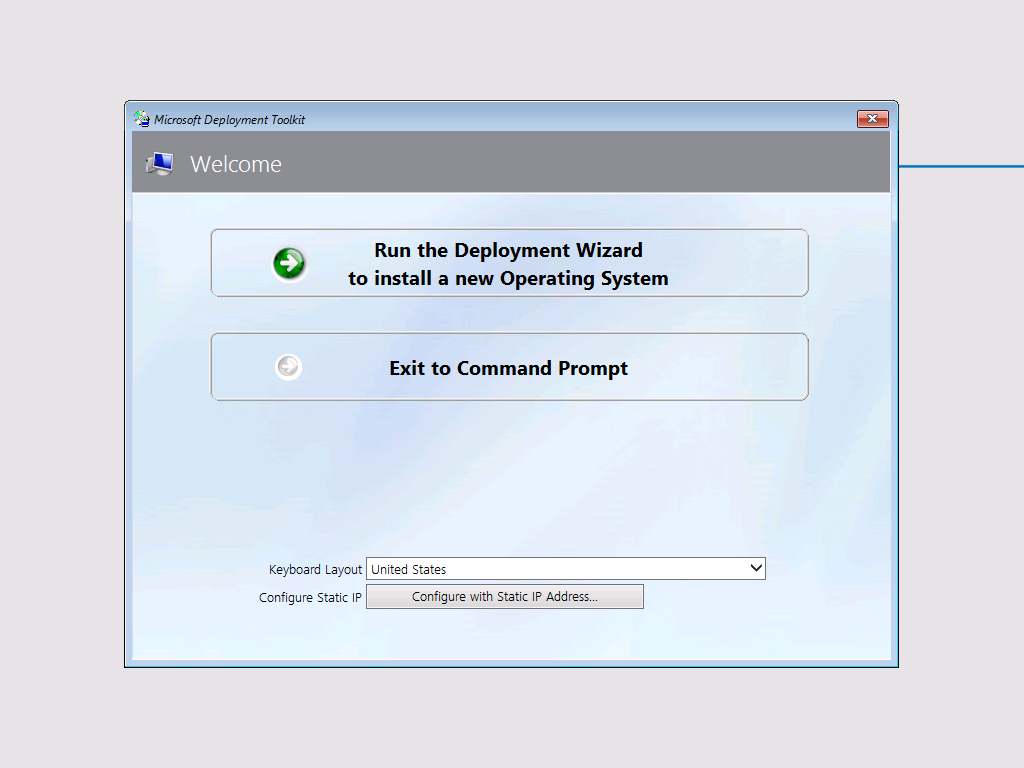 Microsoft Deployment Toolkit
Welcome
Run the Deployment Wizard
to install a new Operating System
Exit to Command Prompt
Keyboard Layout United States
Configure Static IP Configure with Static IP Address...